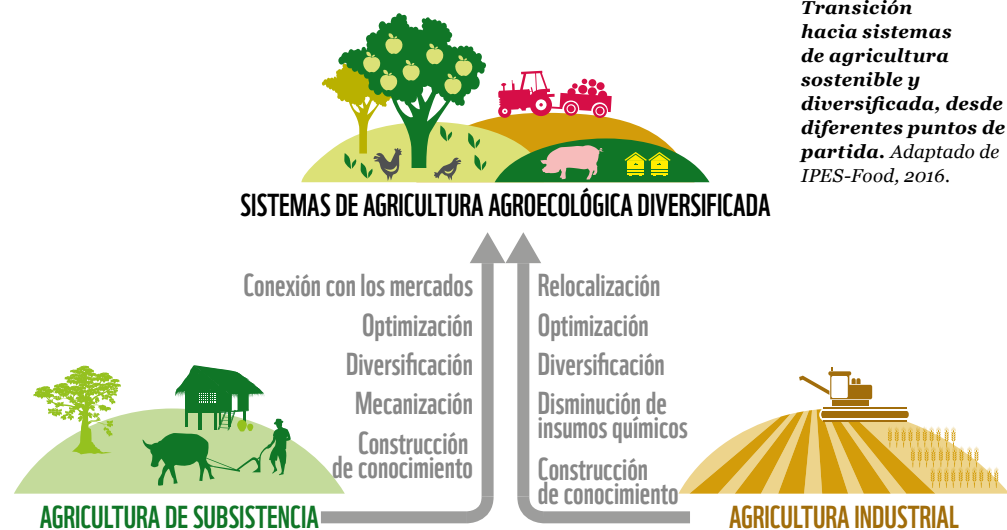 Transición
hacia sistemas
de agricultura
sostenible y
diversificada, desde
diferentes puntos de
partida. Adaptado de
IPES-Food, 2016.
SISTEMAS DE AGRICULTURA AGROECOLÓGICA DIVERSIFICADA
Conexión con los mercados
Optimización
Diversificación
Mecanización
Construcción
de conocimiento
Relocalización
Optimización
Diversificación
Disminución de
insumos químicos
Construcción
de conocimiento
AGRICULTURA DE SUBSISTENCIA
AGRICULTURA INDUSTRIAL